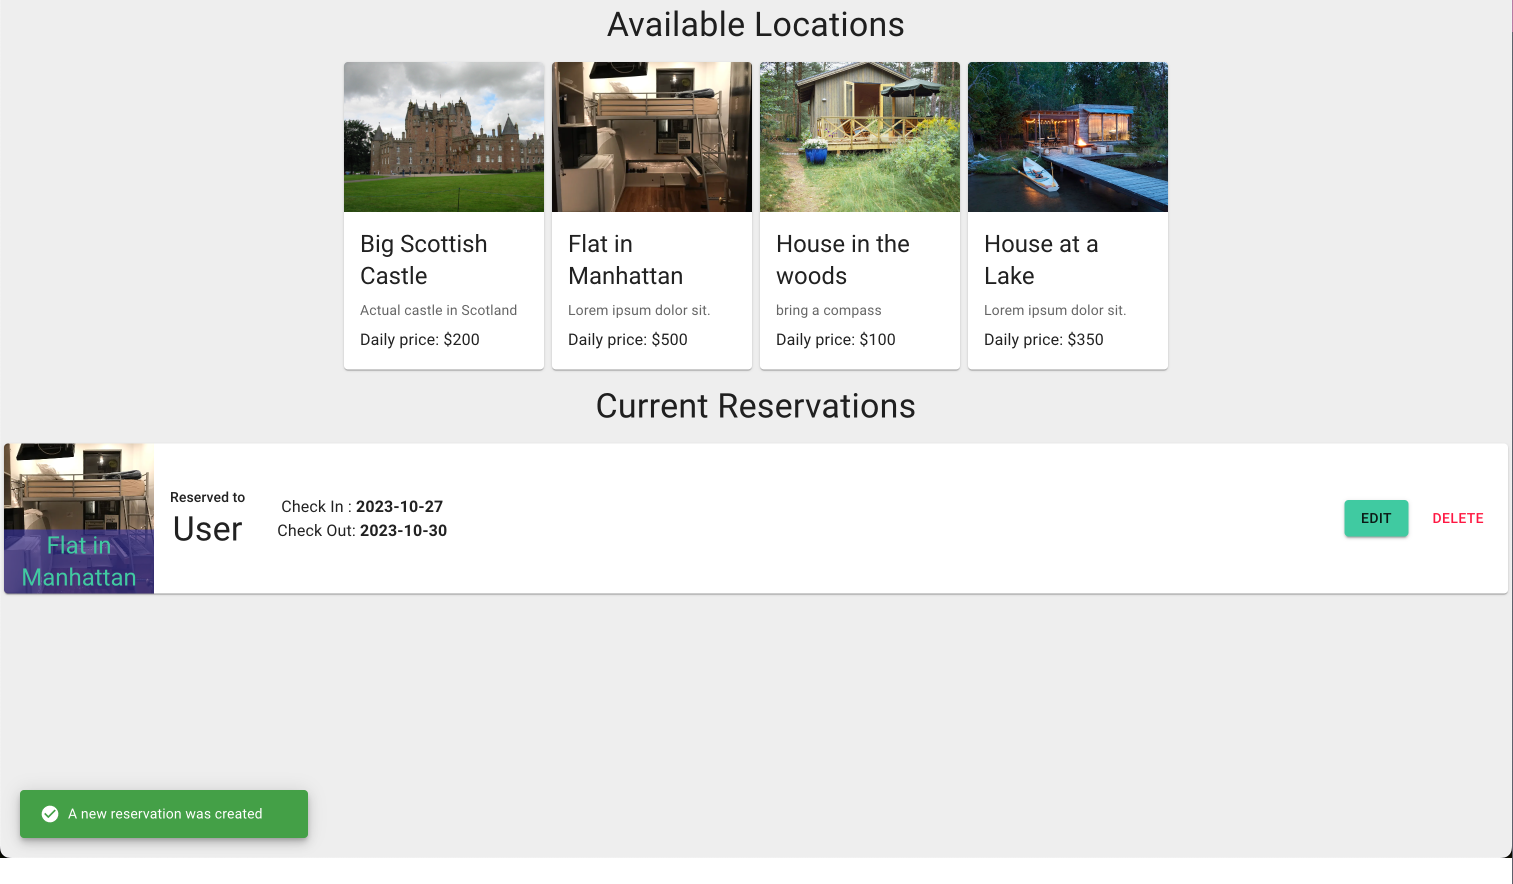 Available Locations
Big Scottish
Castle
Actual castle in Scotland
Daily price: $200
Flat in
Manhattan
Lorem ipsum dolor sit.
Daily price: $500
House in the
woods
bring a compass
Daily price: $100
House at a
Lake
Lorem ipsum dolor sit.
Daily price: $350
Current Reservations
Flat in
Manhattan
Reserved to
User
Check In : 2023-10-27
Check Out: 2023-10-30
EDIT
DELETE
A new reservation was created